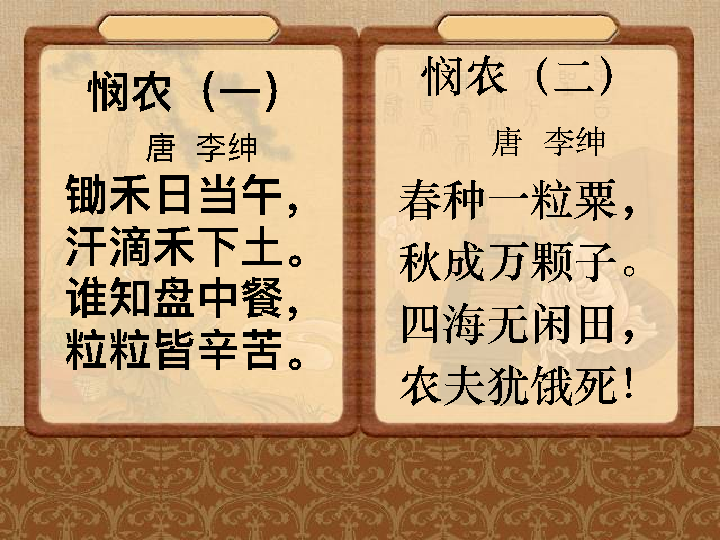 悯农（一）
唐 李绅
锄禾日当午，
汗滴禾下土。
谁知盘中餐，
粒粒皆辛苦。
悯农（二）
唐 李绅
春种一粒粟，
秋成万颗子。
四海无闲田，
农夫犹饿死！